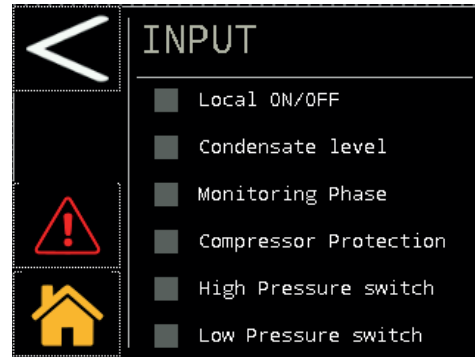 INPUT
Local ON/OFF
Condensate level
Monitoring Phase
Compressor Protection
High Pressure switch
Low Pressure switch